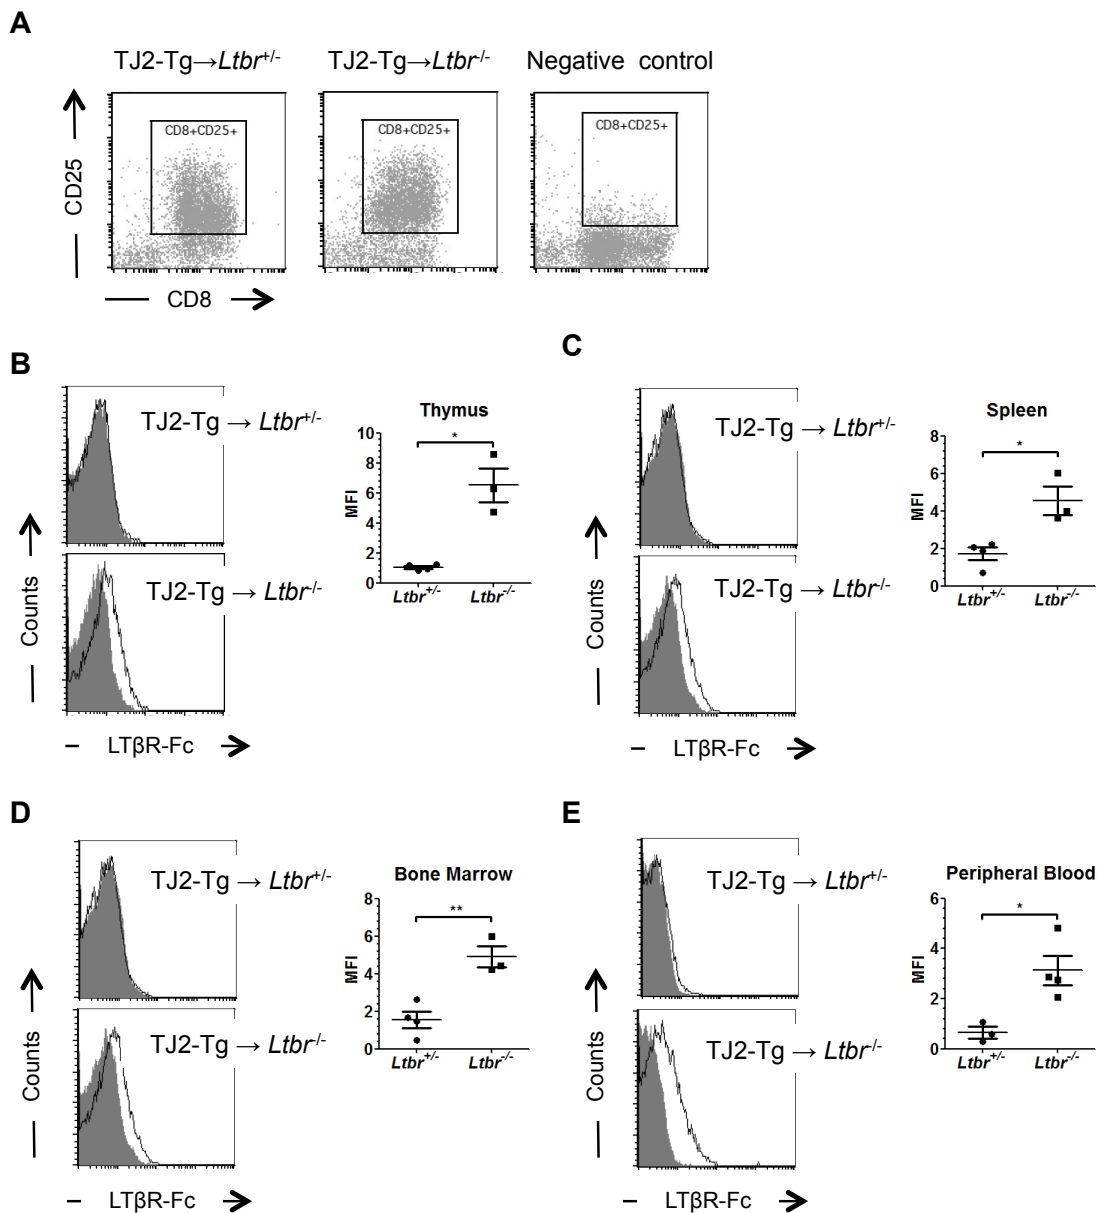 A
TJ2-Tg→Ltbr+/-
TJ2-Tg→Ltbr-/-
Negative control
CD8+CD25+
CD8+CD25+
CD8+CD25+
CD25
CD8
B
TJ2-Tg → Ltbr+/-
TJ2-Tg → Ltbr-/-
Counts
LTβR-Fc
Thymus
*
MFI
10
8
6
4
2
0
Ltbr+/-
Ltbr-/-
C
TJ2-Tg → Ltbr+/-
TJ2-Tg → Ltbr-/-
Counts
LTβR-Fc
Spleen
*
MFI
8
6
4
2
0
Ltbr+/-
Ltbr-/-
D
TJ2-Tg → Ltbr+/-
TJ2-Tg → Ltbr-/-
Counts
LTβR-Fc
Bone Marrow
**
MFI
8
6
4
2
0
Ltbr+/-
Ltbr-/-
E
TJ2-Tg → Ltbr+/-
TJ2-Tg → Ltbr-/-
Counts
LTβR-Fc
Peripheral Blood
*
MFI
6
4
2
0
Ltbr+/-
Ltbr-/-